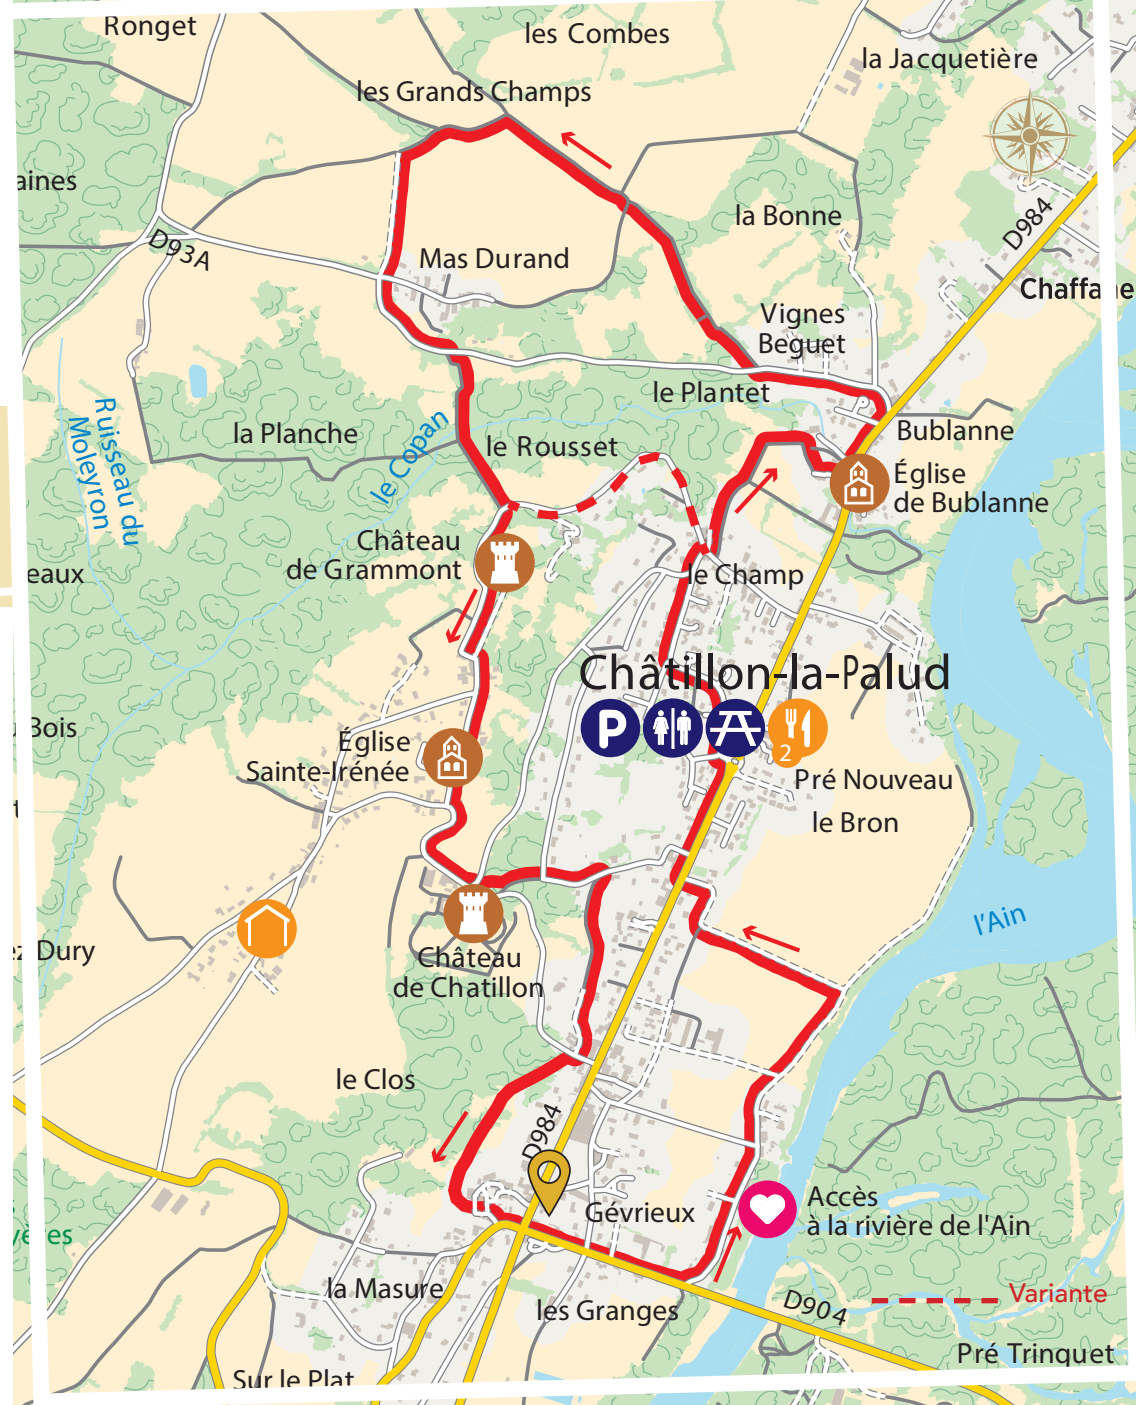 Ronget
les Combes
la Jacquetière
les Grands Champs
aines
la Bonne
D984
D93A
Mas Durand
Chaffa e
Vignes
Beguet
le Plantet
Ruisseau du
Moleyron
la Planche
le Copan
le Rousset
Bublanne
Église
de Bublanne
Château
de Grammont
eaux
le Champ
Châtillon-la-Palud
P
2
Bois
Église
Sainte-Irénée
Pré Nouveau
le Bron
t
l'Ain
Dury
Château
de Chatillon
le Clos
D984
Gévrieux
Accès
à la rivière de l'Ain
yères
la Masure
les Granges
D904
Variante
Pré Trinquet
Sur le Plat